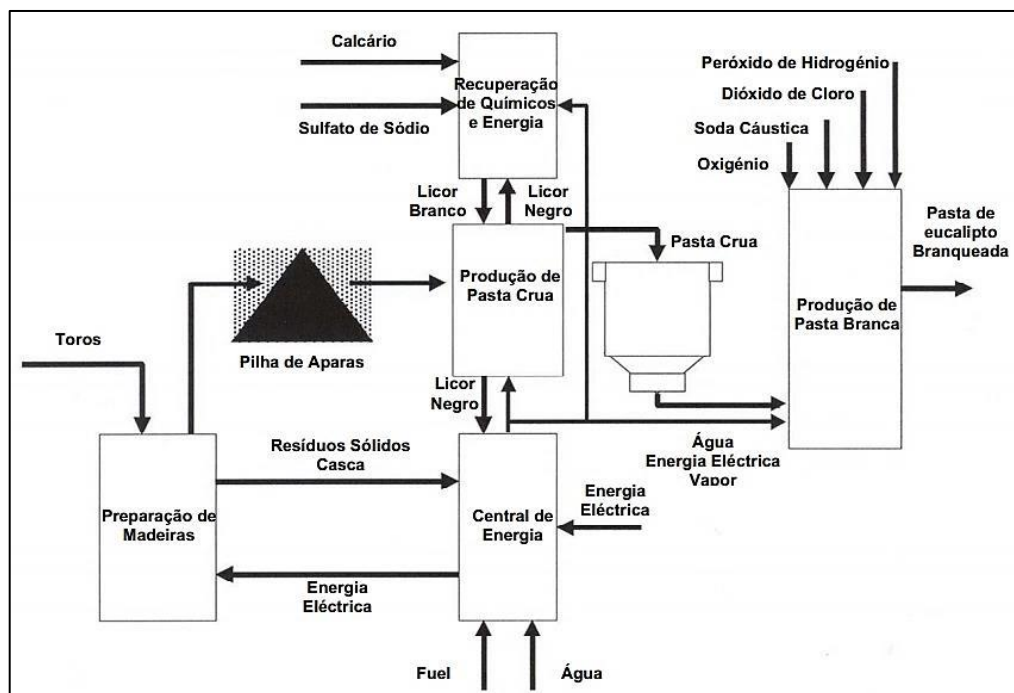 Calcário
Sulfato de Sódio
Recuperação
de Químicos
e Energia
Peróxido de Hidrogénio
Dióxido de Cloro
Soda Cáustica
Oxigénio
Licor
Branco
Licor
Negro
Pasta Crua
Pasta de
eucalipto
Branqueada
Produção de
Pasta Crua
Produção de
Pasta Branca
Toros
Pilha de Aparas
Licor
Negro
Resíduos Sólidos
Casca
Água
Energia Eléctrica
Vapor
Preparação de
Madeiras
Central de
Energia
Energia
Eléctrica
Energia
Eléctrica
Fuel
Água